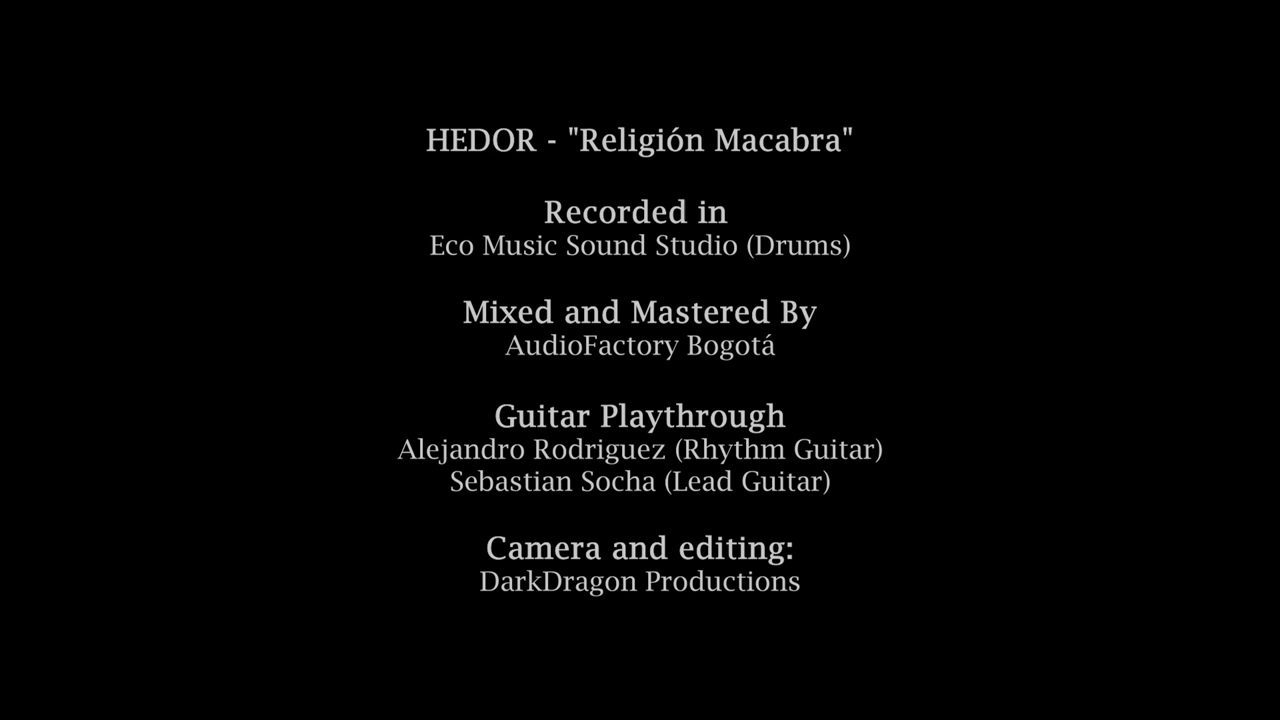 HEDOR - "Religión Macabra"
Recorded in
Eco Music Sound Studio (Drums)
Mixed and Mastered By
AudioFactory Bogotá
Guitar Playthrough
Alejandro Rodriguez (Rhythm Guitar)
Sebastian Socha (Lead Guitar)
Camera and editing:
DarkDragon Productions